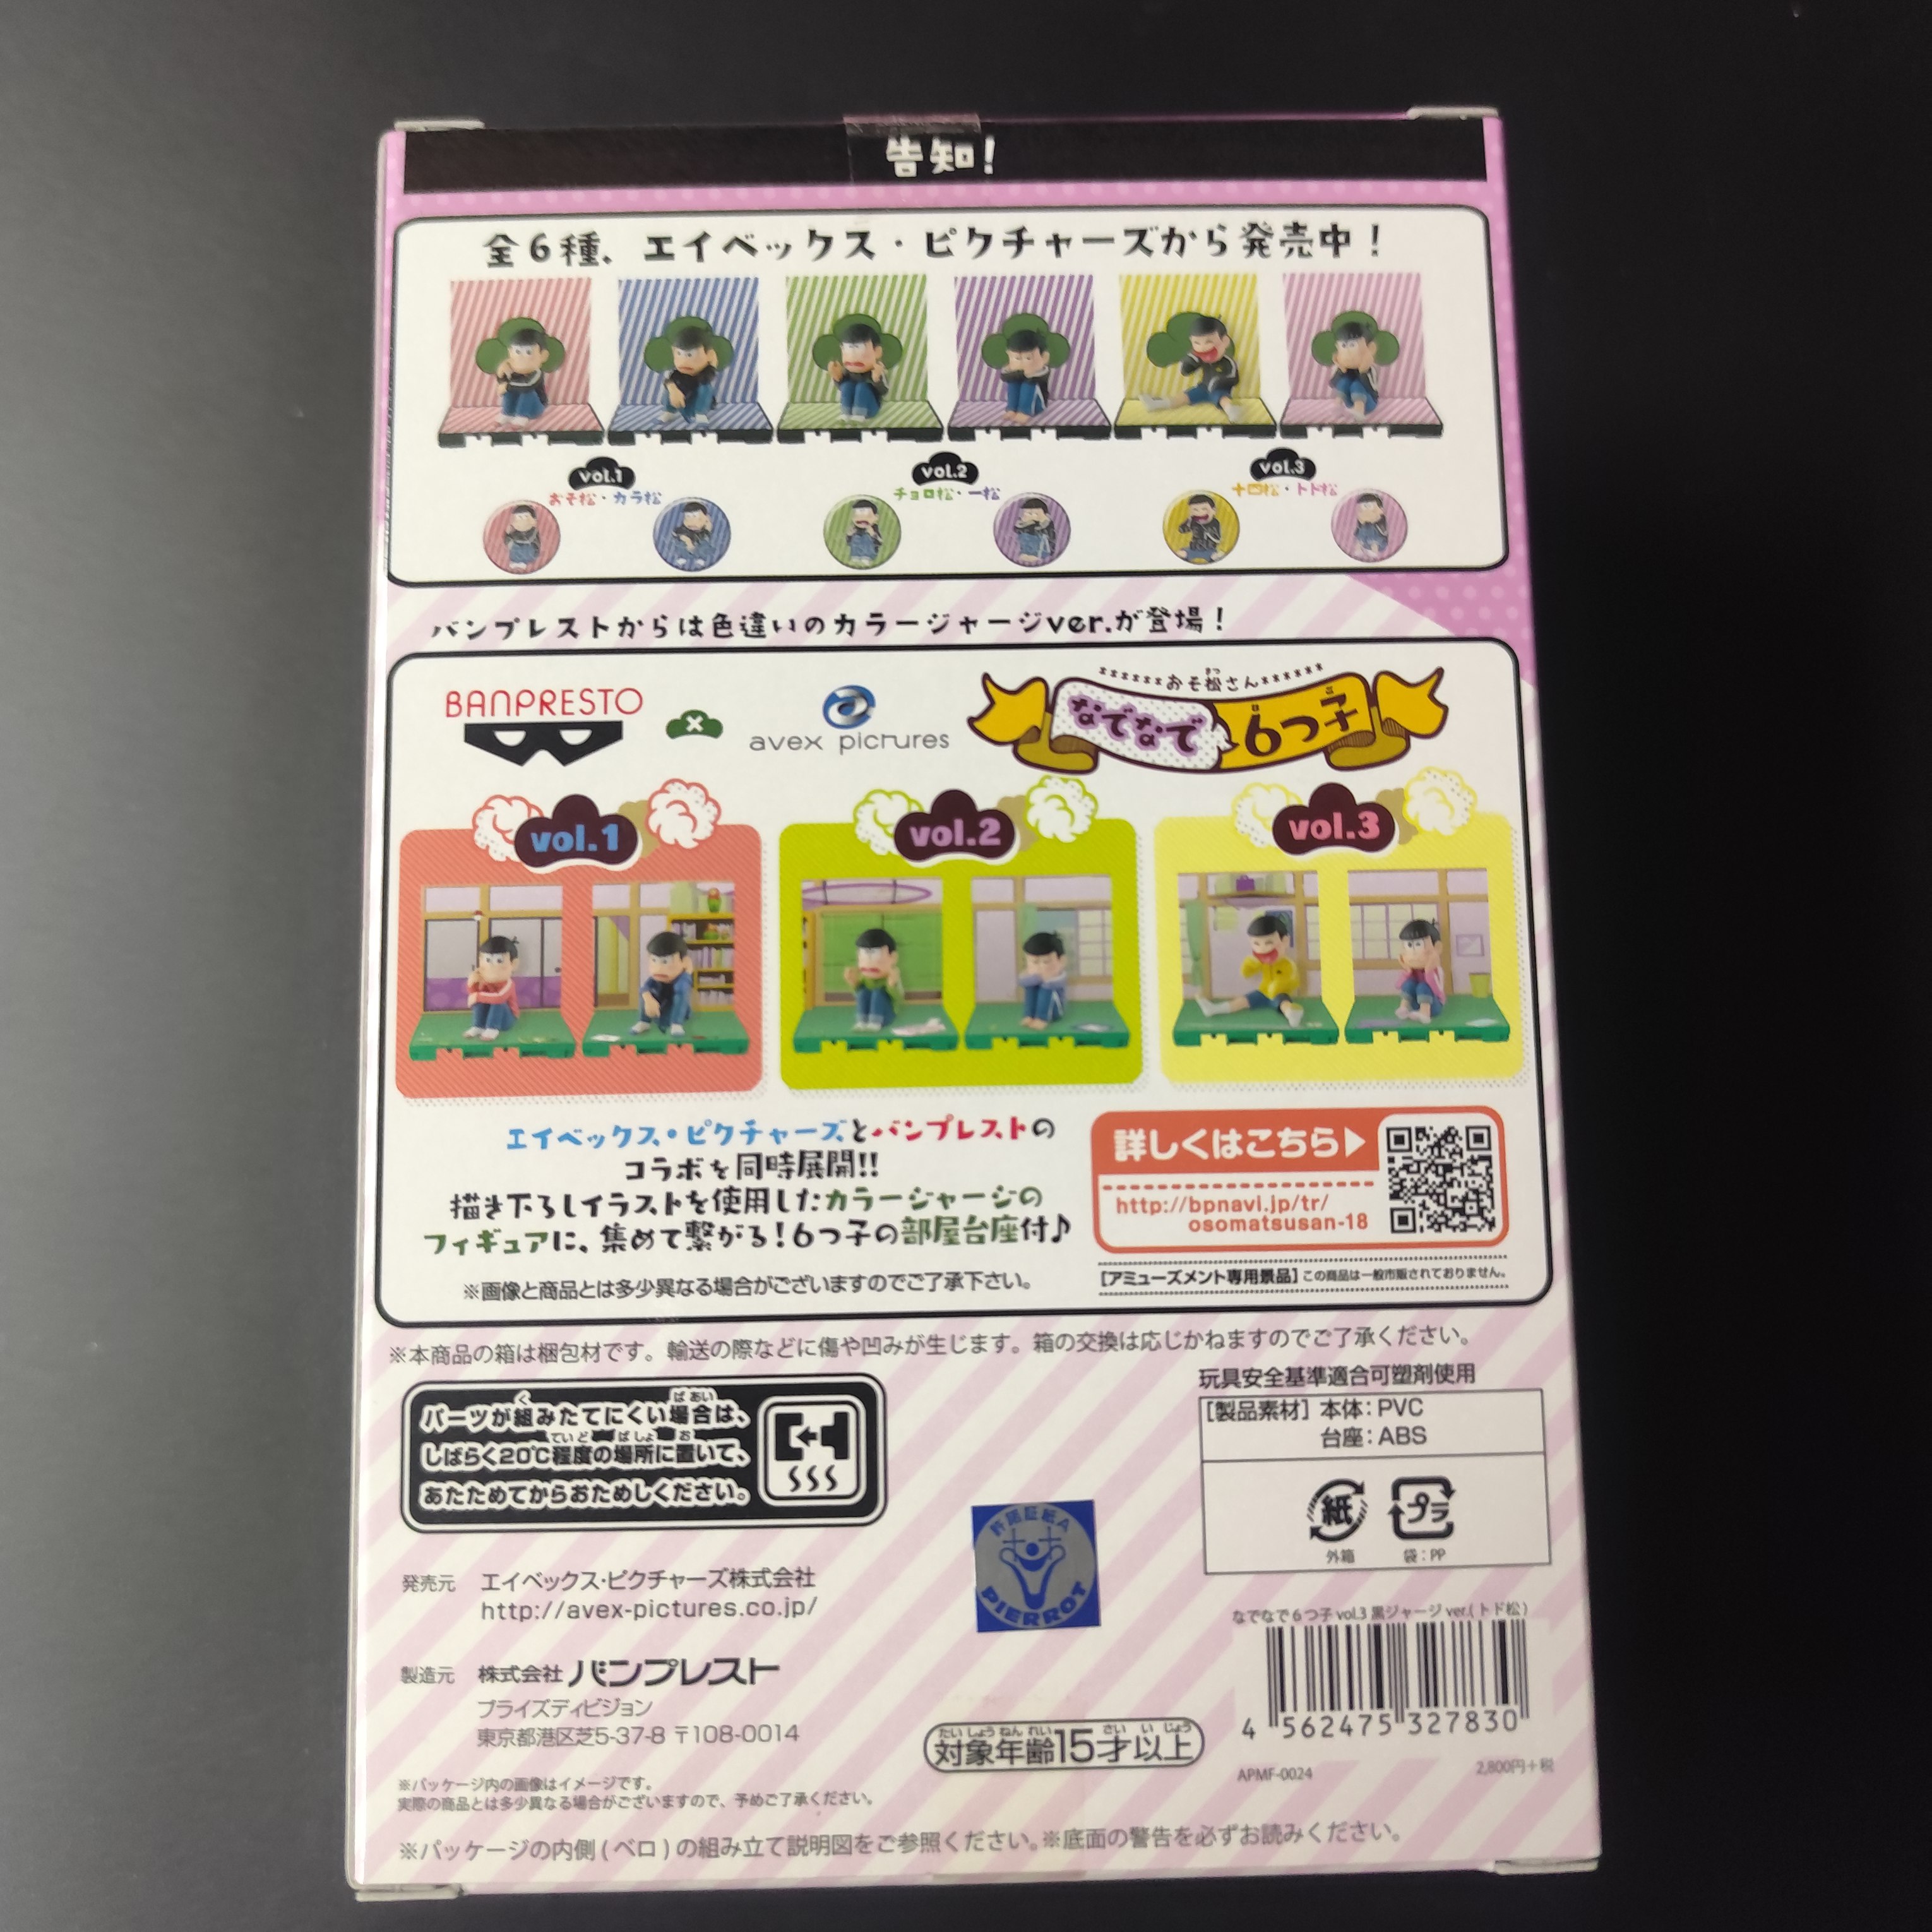 告知!
全6種、エイベックス・ピクチャーズから発売中!
vol.1
おそ松・カラ松
vol.2
チョロ松・一松
vol.3
十四松・トド松
バンプレストからは色違いのカラージャージver.が登場!
BANPRESTO
×
avex pictures
おそ松さん
なでなで6つ子
vol.1
vol.2
vol.3
エイベックス・ピクチャーズとバンプレストの
コラボを同時展開!!
描き下ろしイラストを使用したカラージャージの
フィギュアに、集めて繋がる!6つ子の部屋台座付♪
※画像と商品とは多少異なる場合がございますのでご了承下さい。
詳しくはこちら▶
http://bpnavi.jp/tr/
osomatsusan-18
[アミューズメント専用景品]この商品は一般市販されておりません。
※本商品の箱は梱包材です。輸送の際などに傷や凹みが生じます。箱の交換は応じかねますのでご了承ください。
パーツが組みたてにくい場合は、
しばらく20℃程度の場所に置いて、
あたためてからおためしください。
玩具安全基準適合可塑剤使用
[製品素材] 本体:PVC
台座:ABS
紙
プラ
外箱
袋:PP
許諾証紙A
PIERROT
発売元 エイベックス・ピクチャーズ株式会社
http://avex-pictures.co.jp/
製造元 株式会社バンプレスト
プライズディビジョン
東京都港区芝5-37-8 〒108-0014
対象年齢15才以上
なでなで6つ子 vol.3 黒ジャージ ver.(トド松)
4 562475 327830
APMF-0024
2,800円+税
※パッケージ内の画像はイメージです。
実際の商品とは多少異なる場合がございますので、予めご了承ください。
※パッケージの内側(ベロ)の組み立て説明図をご参照ください。※底面の警告を必ずお読みください。